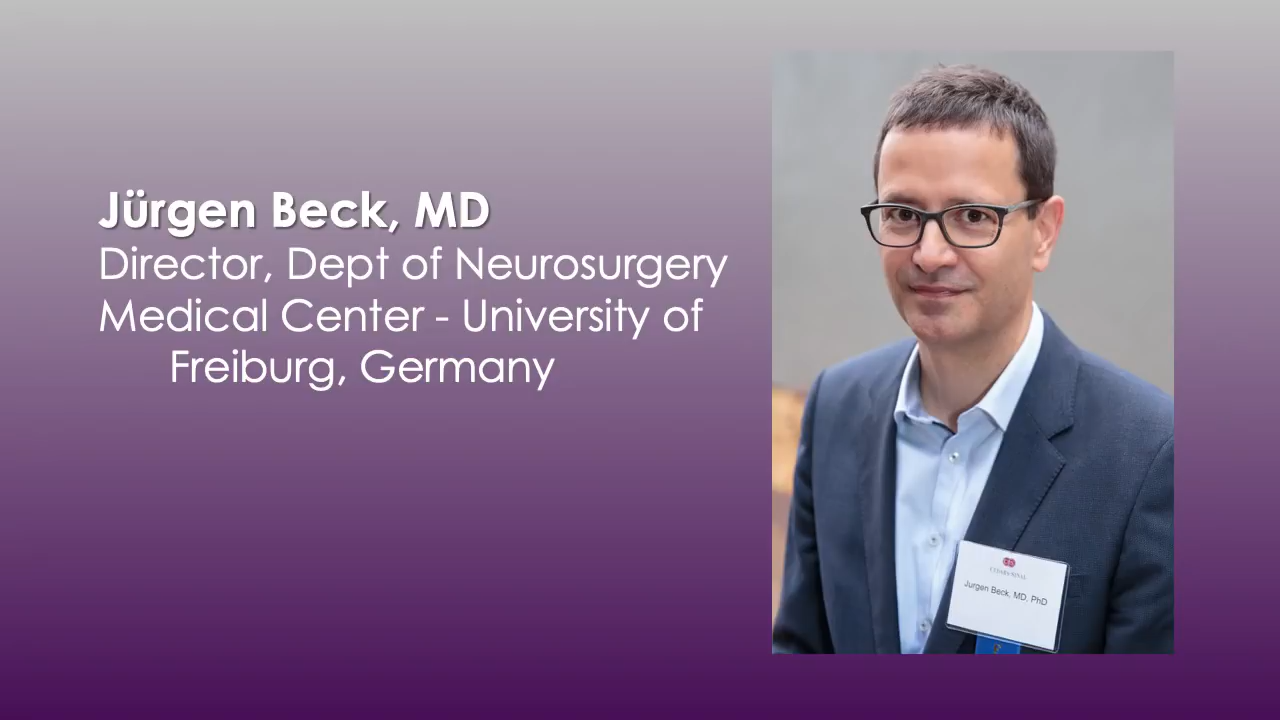 Jürgen Beck, MD
Director, Dept of Neurosurgery
Medical Center - University of
Freiburg, Germany
Jurgen Beck, MD, PhD